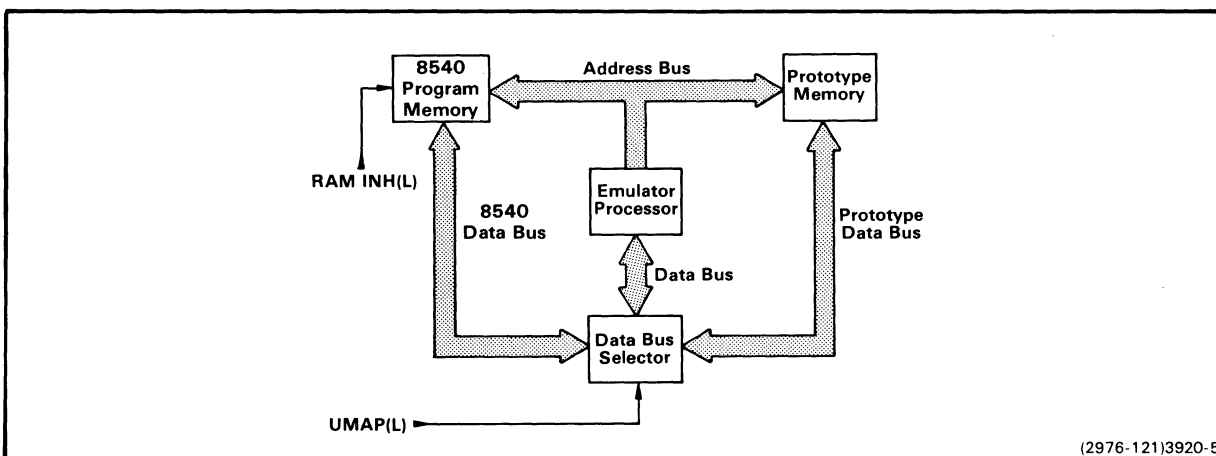 8540
Program
Memory
Address Bus
Prototype
Memory
RAM INH(L)
Emulator
Processor
8540
Data Bus
Prototype
Data Bus
Data Bus
Data Bus
Selector
UMAP(L)
(2976-121)3920-5